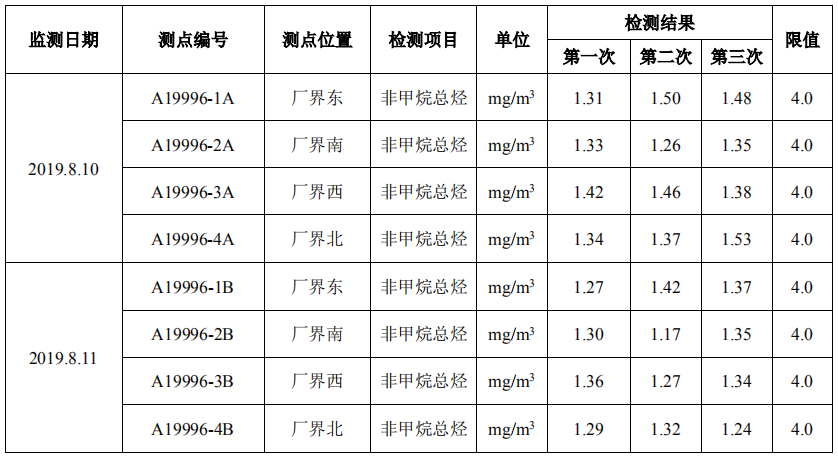 监测日期 测点编号 测点位置 检测项目 单位 检测结果 限值
第一次 第二次 第三次
2019.8.10
A19996-1A 厂界东 非甲烷总烃 mg/m³ 1.31 1.50 1.48 4.0
A19996-2A 厂界南 非甲烷总烃 mg/m³ 1.33 1.26 1.35 4.0
A19996-3A 厂界西 非甲烷总烃 mg/m³ 1.42 1.46 1.38 4.0
A19996-4A 厂界北 非甲烷总烃 mg/m³ 1.34 1.37 1.53 4.0
2019.8.11
A19996-1B 厂界东 非甲烷总烃 mg/m³ 1.27 1.42 1.37 4.0
A19996-2B 厂界南 非甲烷总烃 mg/m³ 1.30 1.17 1.35 4.0
A19996-3B 厂界西 非甲烷总烃 mg/m³ 1.36 1.27 1.34 4.0
A19996-4B 厂界北 非甲烷总烃 mg/m³ 1.29 1.32 1.24 4.0